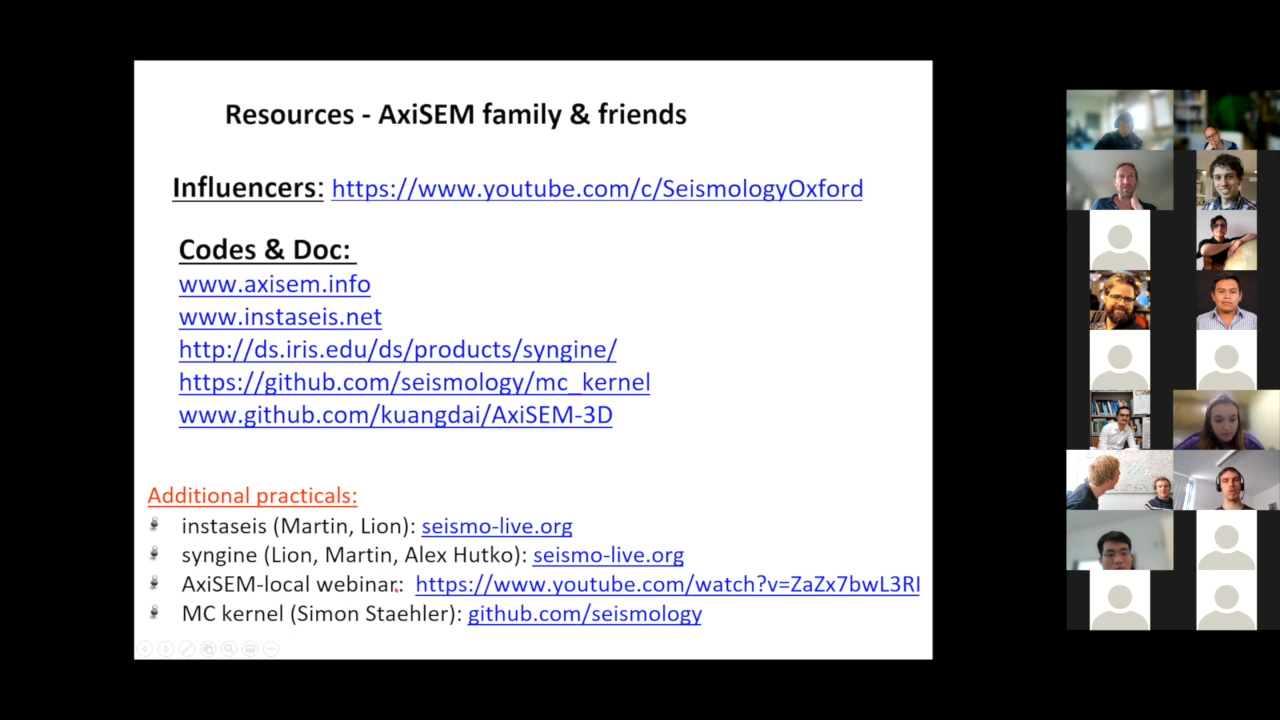 Resources - AxiSEM family & friends
Influencers: https://www.youtube.com/c/SeismologyOxford
Codes & Doc:
www.axisem.info
www.instaseis.net
http://ds.iris.edu/ds/products/syngine/
https://github.com/seismology/mc_kernel
www.github.com/kuangdai/AxiSEM-3D
Additional practicals:
instaseis (Martin, Lion): seismo-live.org
syngine (Lion, Martin, Alex Hutko): seismo-live.org
AxiSEM-local webinar: https://www.youtube.com/watch?v=ZaZx7bwL3RI
MC kernel (Simon Staehler): github.com/seismology